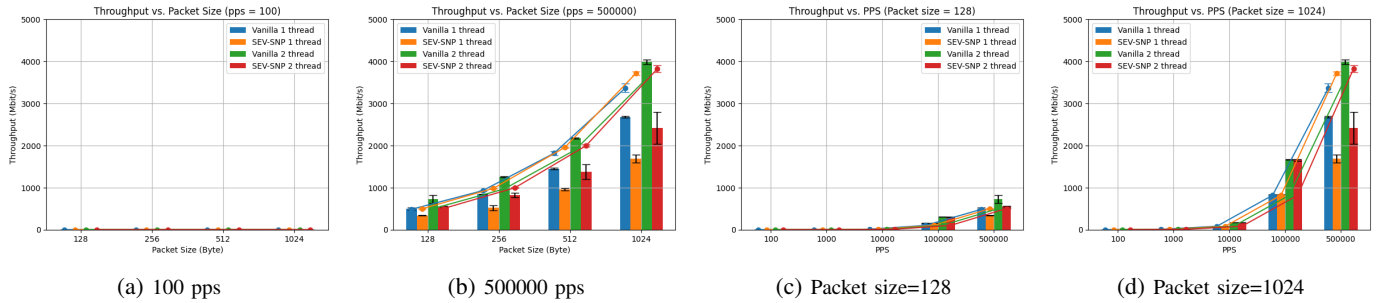 Throughput vs. Packet Size (pps = 100)
5000
4000
3000
2000
1000
0
Throughput (Mbit/s)
128 256 512 1024
Packet Size (Byte)
Vanilla 1 thread
SEV-SNP 1 thread
Vanilla 2 thread
SEV-SNP 2 thread
(a) 100 pps
Throughput vs. Packet Size (pps = 500000)
5000
4000
3000
2000
1000
0
Throughput (Mbit/s)
128 256 512 1024
Packet Size (Byte)
Vanilla 1 thread
SEV-SNP 1 thread
Vanilla 2 thread
SEV-SNP 2 thread
(b) 500000 pps
Throughput vs. PPS (Packet size = 128)
5000
4000
3000
2000
1000
0
Throughput (Mbit/s)
100 1000 10000 100000 500000
PPS
Vanilla 1 thread
SEV-SNP 1 thread
Vanilla 2 thread
SEV-SNP 2 thread
(c) Packet size=128
Throughput vs. PPS (Packet size = 1024)
5000
4000
3000
2000
1000
0
Throughput (Mbit/s)
100 1000 10000 100000 500000
PPS
Vanilla 1 thread
SEV-SNP 1 thread
Vanilla 2 thread
SEV-SNP 2 thread
(d) Packet size=1024